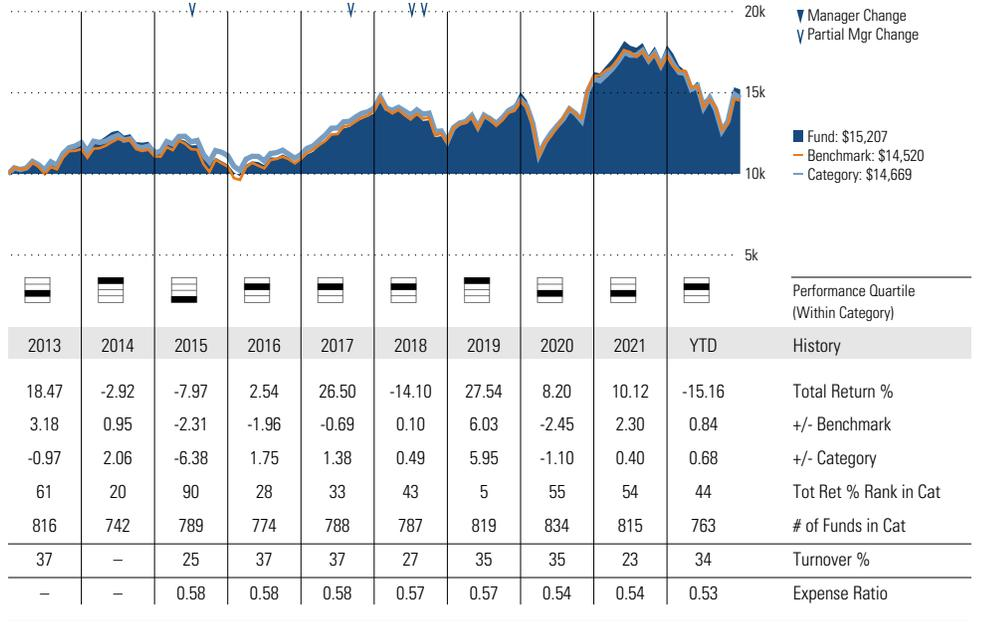 20k
Manager Change
Partial Mgr Change
15k
Fund: $15,207
Benchmark: $14,520
Category: $14,669
10k
5k
Performance Quartile
(Within Category)
2013 2014 2015 2016 2017 2018 2019 2020 2021 YTD History
18.47 -2.92 -7.97 2.54 26.50 -14.10 27.54 8.20 10.12 -15.16 Total Return %
3.18 0.95 -2.31 -1.96 -0.69 0.10 6.03 -2.45 2.30 0.84 +/- Benchmark
-0.97 2.06 -6.38 1.75 1.38 0.49 5.95 -1.10 0.40 0.68 +/- Category
61 20 90 28 33 43 5 55 54 44 Tot Ret % Rank in Cat
816 742 789 774 788 787 819 834 815 763 # of Funds in Cat
37 – 25 37 37 27 35 35 23 34 Turnover %
– – 0.58 0.58 0.58 0.57 0.57 0.54 0.54 0.53 Expense Ratio